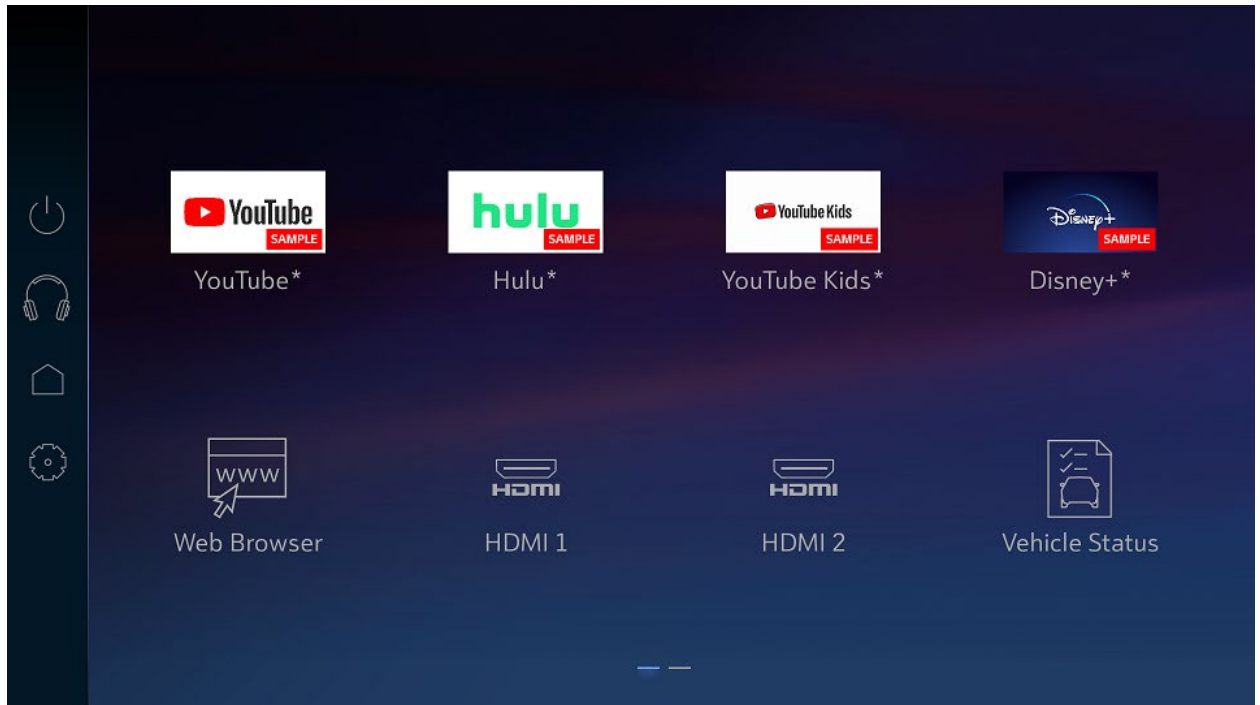 YouTube
SAMPLE
hulu
SAMPLE
YouTube Kids
SAMPLE
Disney+
SAMPLE
YouTube*
Hulu*
YouTube Kids*
Disney+*
www
HDMI
HDMI
Web Browser
HDMI 1
HDMI 2
Vehicle Status